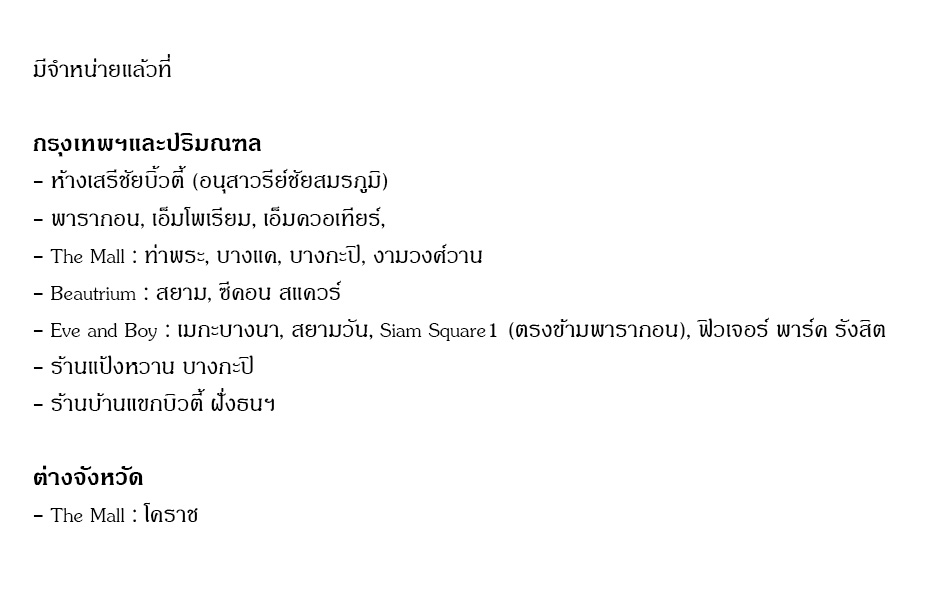 มีจำหน่ายแล้วที่
กรุงเทพฯและปริมณฑล
- ห้างเสรีชัยบิ้วตี้ (อนุสาวรีย์ชัยสมรภูมิ)
- พารากอน, เอ็มโพเรียม, เอ็มควอเทียร์,
- The Mall : ท่าพระ, บางแค, บางกะปิ, งามวงศ์วาน
- Beautrium : สยาม, ซีคอน สแควร์
- Eve and Boy : เมกะบางนา, สยามวัน, Siam Square1 (ตรงข้ามพารากอน), ฟิวเจอร์ พาร์ค รังสิต
- ร้านแป้งหวาน บางกะปิ
- ร้านบ้านแขกบิวตี้ ฝั่งธนฯ
ต่างจังหวัด
- The Mall : โคราช